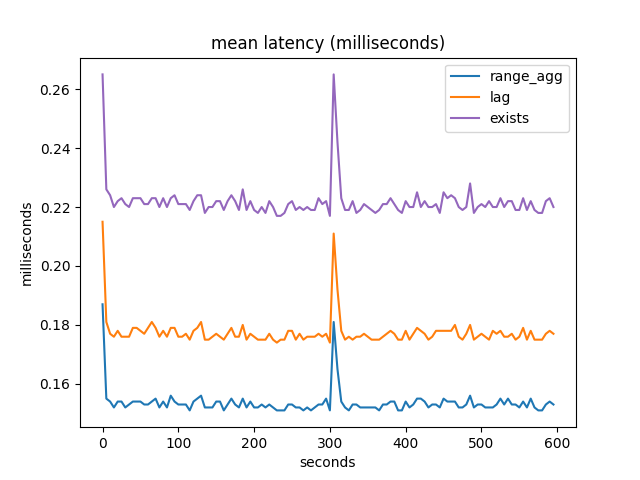 mean latency (milliseconds)
range_agg
lag
exists
milliseconds
0.26
0.24
0.22
0.20
0.18
0.16
0
100
200
300
400
500
600
seconds